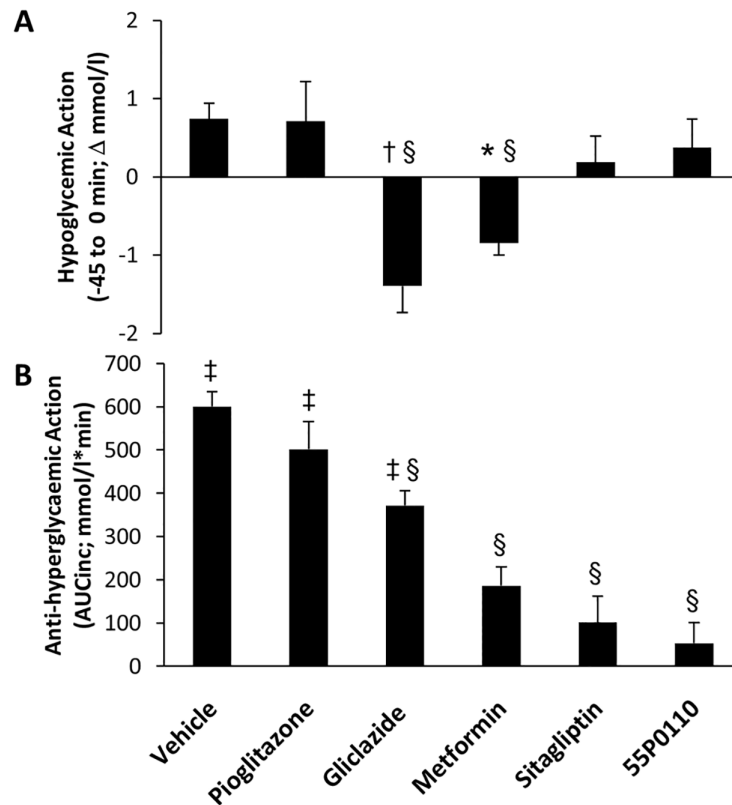 A
Hypoglycemic Action
(-45 to 0 min; Δ mmol/l)
2
1
0
-1
-2
† §
* §
B
Anti-hyperglycaemic Action
(AUCinc; mmol/l*min)
700
600
500
400
300
200
100
0
‡
‡
‡ §
§
§
§
Vehicle
Pioglitazone
Gliclazide
Metformin
Sitagliptin
55P0110